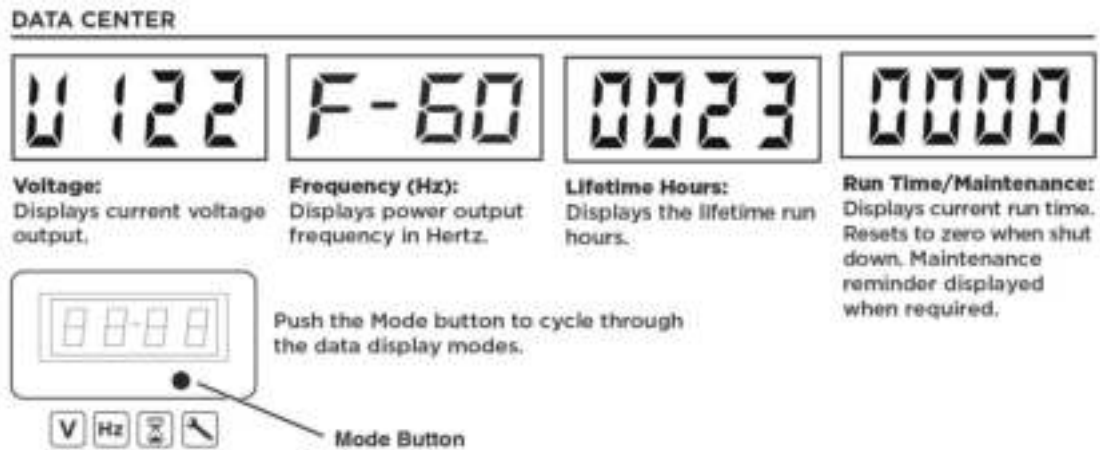 DATA CENTER
U122
F-60
0023
0000
Voltage:
Displays current voltage
output.
Frequency (Hz):
Displays power output
frequency in Hertz.
Lifetime Hours:
Displays the lifetime run
hours.
Run Time/Maintenance:
Displays current run time.
Resets to zero when shut
down. Maintenance
reminder displayed
when required.
88-88
Push the Mode button to cycle through
the data display modes.
V Hz
Mode Button